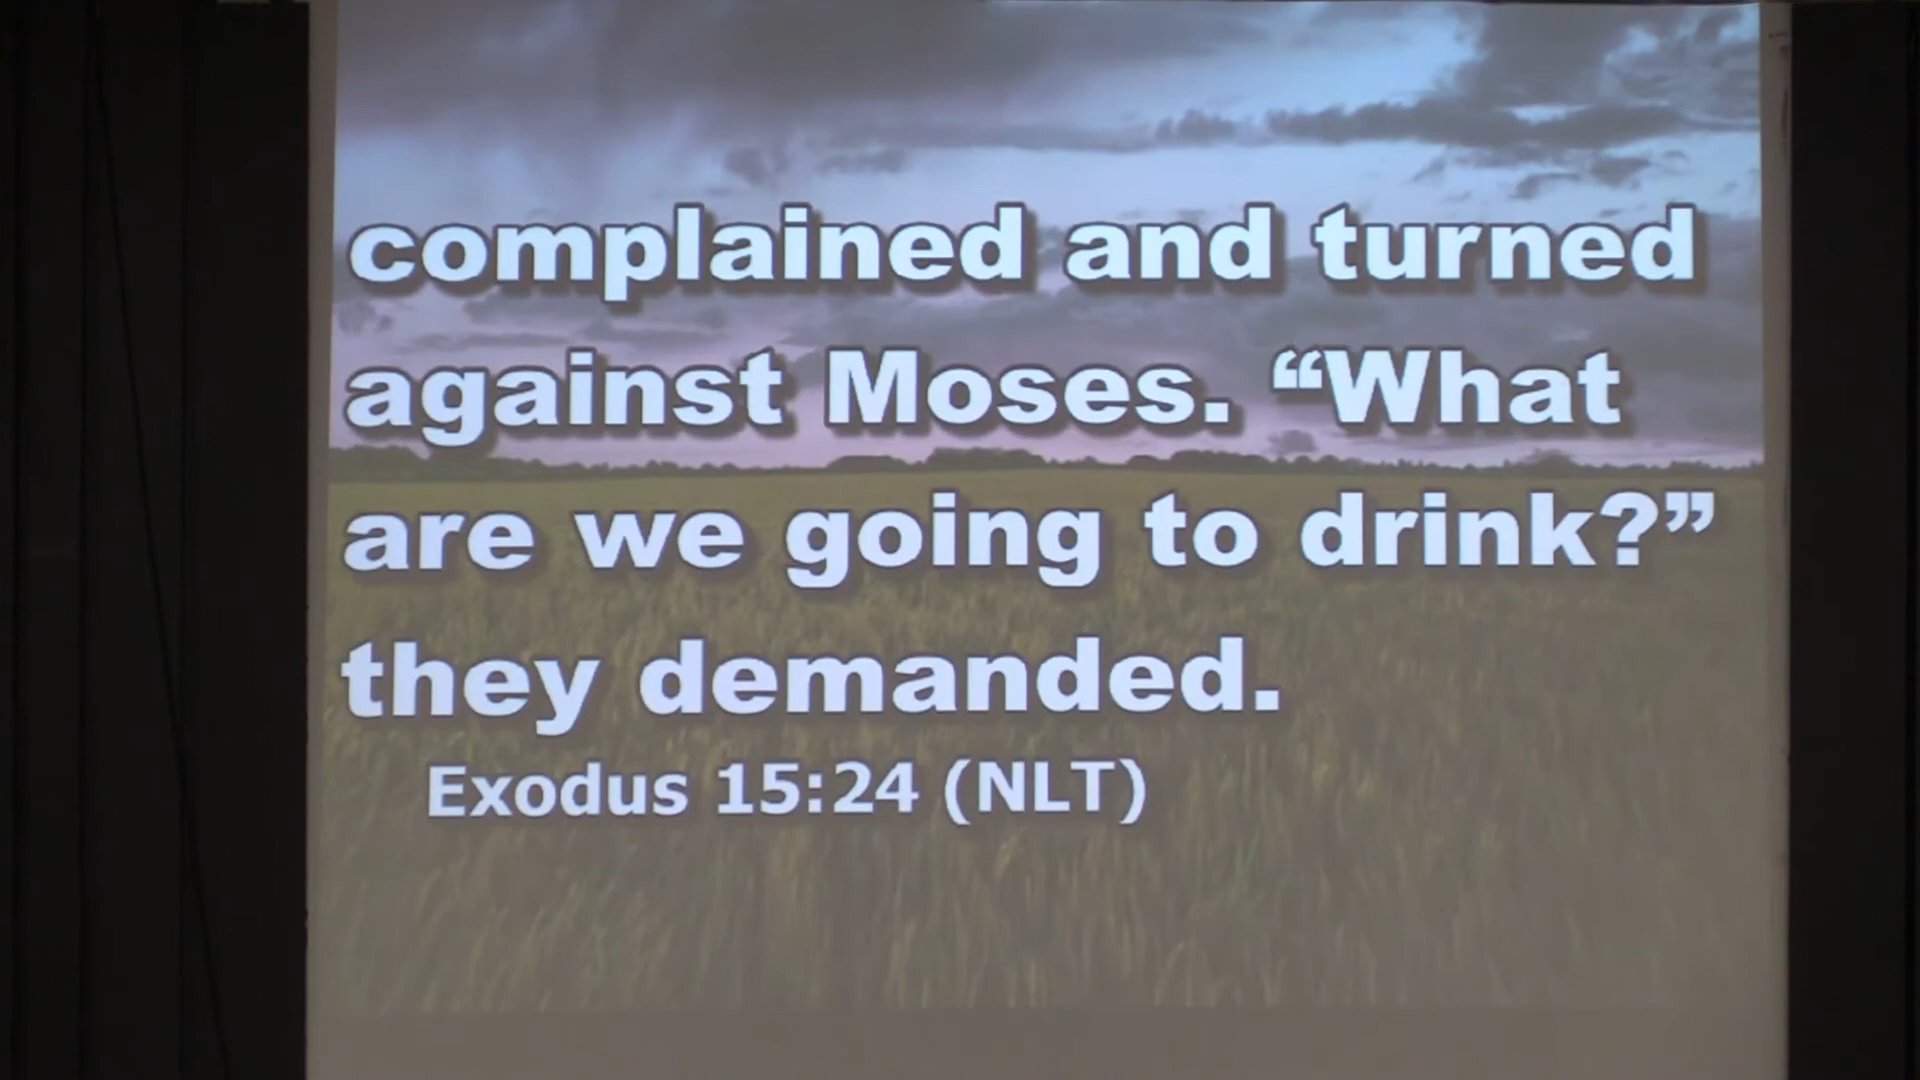 complained and turned
against Moses. “What
are we going to drink?”
they demanded.
Exodus 15:24 (NLT)